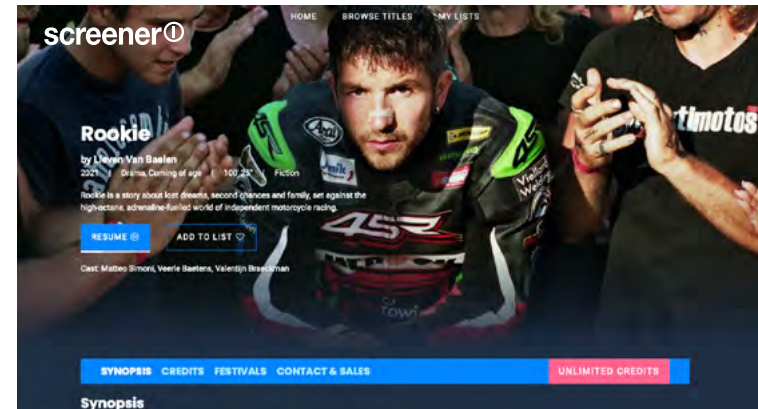 HOME BROWSE TITLES MY LISTS
screener
timotos
Arai
Rookie
by Lieven Van Baelen
2021 | Drama, Coming of age | 100' 25" | Fiction
Rookie is a story about lost dreams, second chances and family, set against the
high-octane, adrenaline-fuelled world of independent motorcycle racing.
45R
RESUME ADD TO LIST
Cast: Matteo Simoni, Veerle Baetens, Valentijn Braeckman
SYNOPSIS CREDITS FESTIVALS CONTACT & SALES UNLIMITED CREDITS
Synopsis